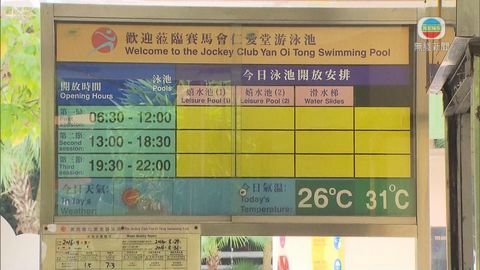 歡迎蒞臨賽馬會仁愛堂游泳池
Welcome to the Jockey Club Yan Oi Tong Swimming Pool
無綫新聞
開放時間
Opening Hours
泳池
Pools
今日泳池開放安排
嬉水池 (1)
Leisure Pool (1)
嬉水池 (2)
Leisure Pool (2)
滑水梯
Water Slides
第一節
First session
06:30 - 12:00
第二節
Second session
13:00 - 18:30
第三節
Third session
19:30 - 22:00
今日天氣:
Today's
Weather:
今日氣温:
Today's
Temperature:
26°C 31°C